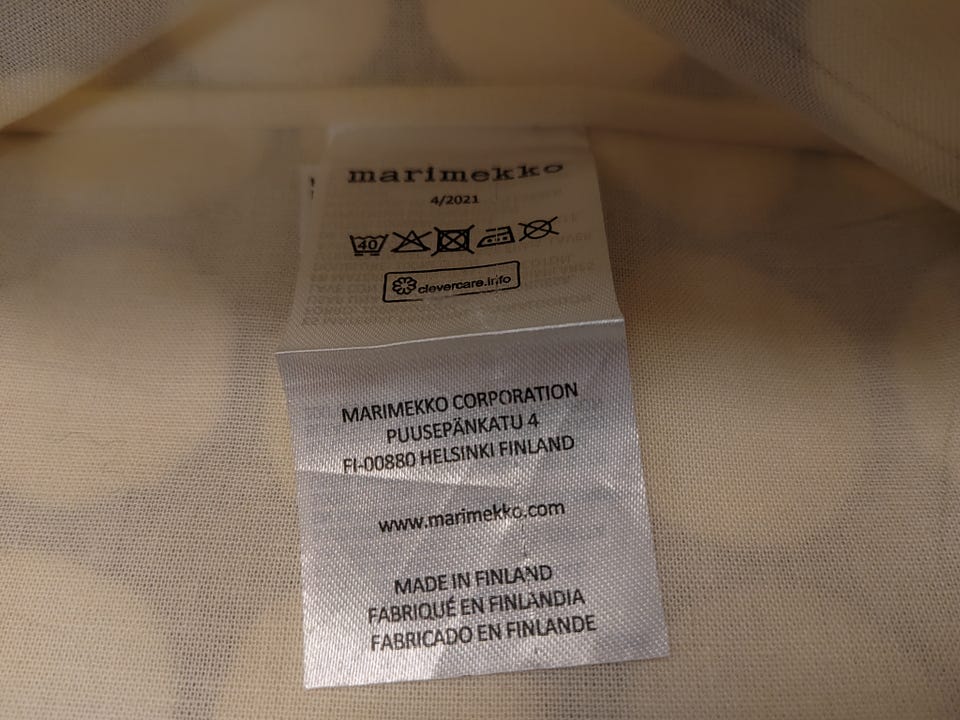 marimekko
4/2021
40
clevercare.info
MARIMEKKO CORPORATION
PUUSEPÄNKATU 4
FI-00880 HELSINKI FINLAND
www.marimekko.com
MADE IN FINLAND
FABRIQUÉ EN FINLANDIA
FABRICADO EN FINLANDE